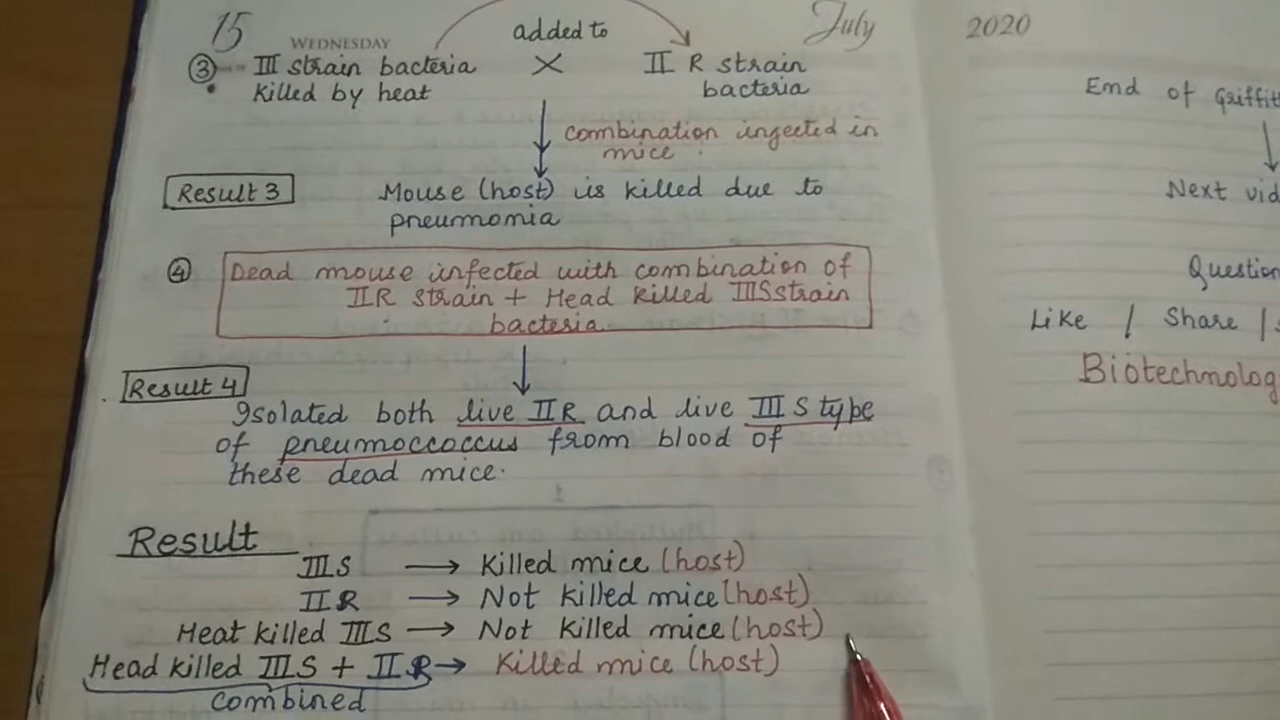 15 WEDNESDAY
added to
③ III strain bacteria X II R strain
Killed by heat bacteria
combination injected in
mice.
Result 3 Mouse (host) is killed due to
pneumonia
④ Dead mouse infected with combination of
IIR strain + Head killed IIISstrain
bacteria
Result 4
Isolated both live IIR and live III S type
of pneumoccoccus from blood of
these dead mice.
Result
IIIS → Killed mice (host)
IIR → Not killed mice (host)
Heat killed IIIS → Not killed mice (host)
Head killed IIIS + IIR → Killed mice (host)
combined
July 2020
End of Griffit
Next vid
Question
Like / Share /
Biotechnolog